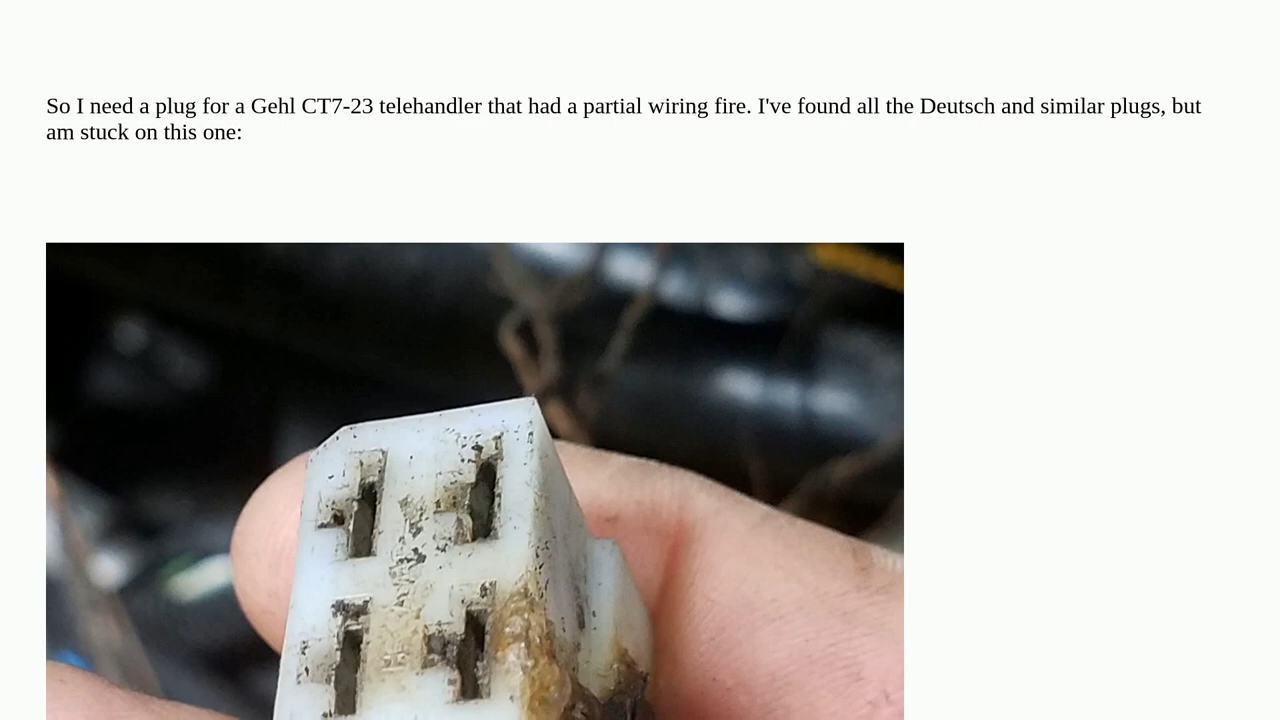 So I need a plug for a Gehl CT7-23 telehandler that had a partial wiring fire. I've found all the Deutsch and similar plugs, but
am stuck on this one: